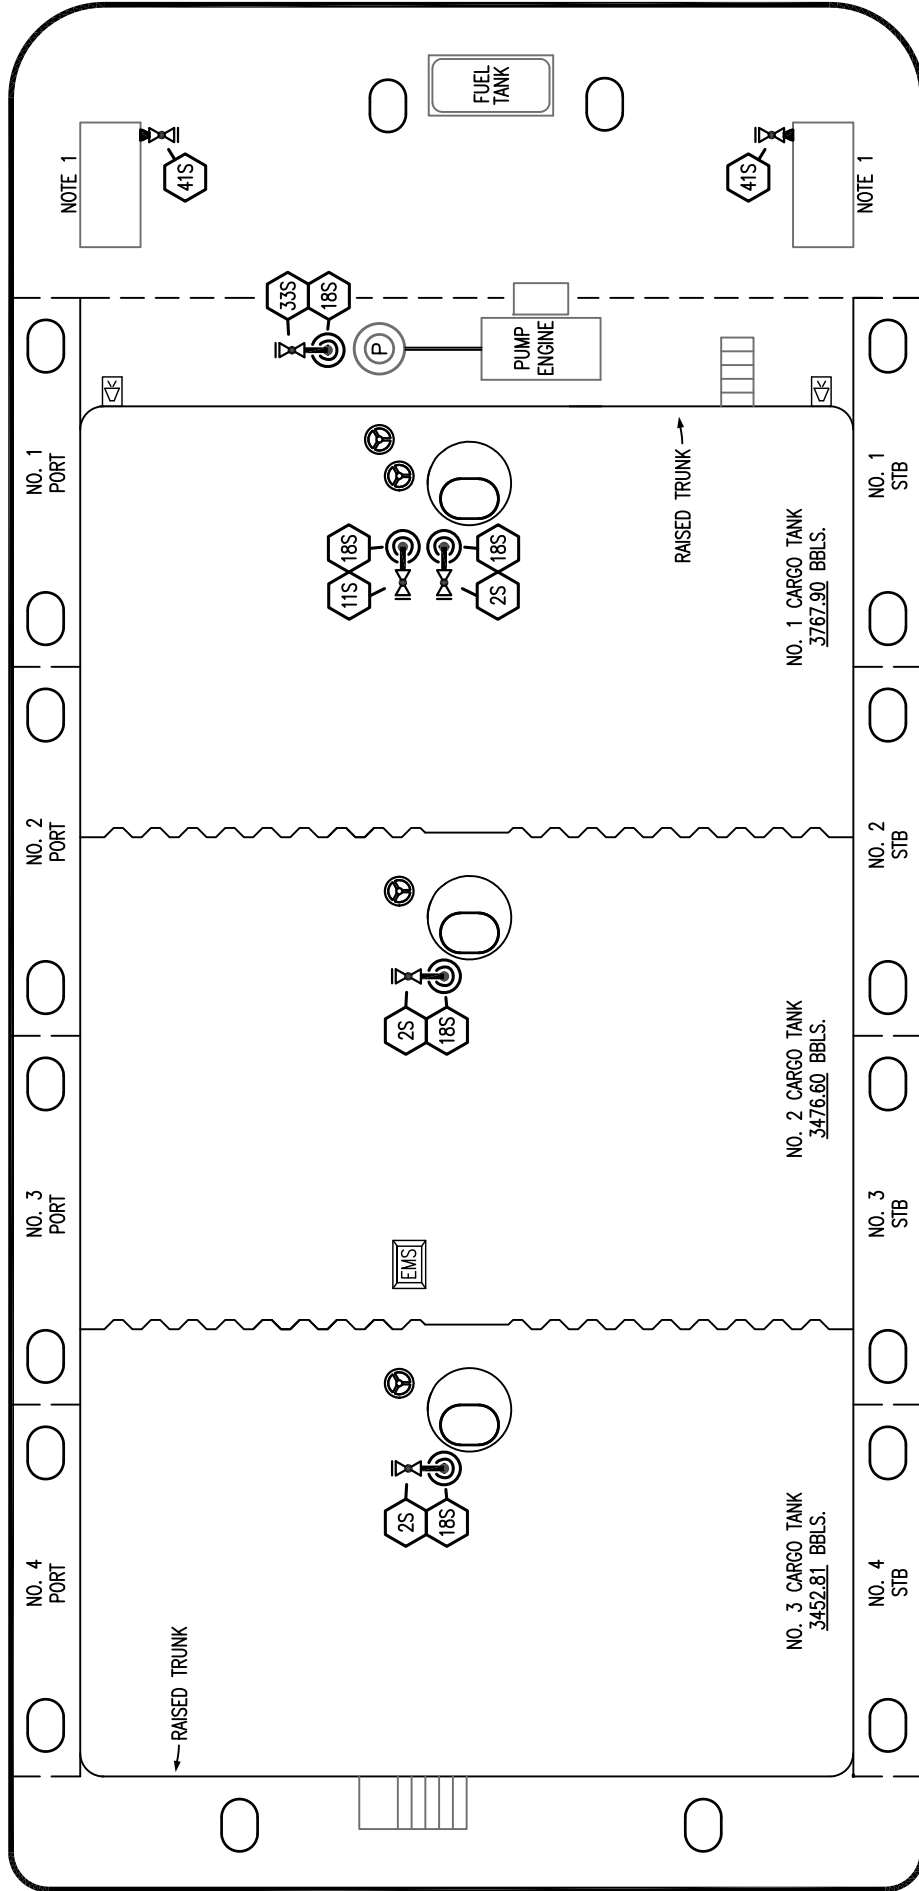 FUEL
TANK
NOTE 1
41S
41S
NOTE 1
33S
18S
P
PUMP
ENGINE
NO. 1
PORT
RAISED TRUNK
NO. 1
STB
18S
11S
18S
2S
NO. 1 CARGO TANK
3767.90 BBLS.
NO. 2
PORT
NO. 2
STB
2S
18S
NO. 2 CARGO TANK
3476.60 BBLS.
NO. 3
PORT
EMS
NO. 3
STB
2S
18S
NO. 3 CARGO TANK
3452.81 BBLS.
NO. 4
PORT
NO. 4
STB
RAISED TRUNK